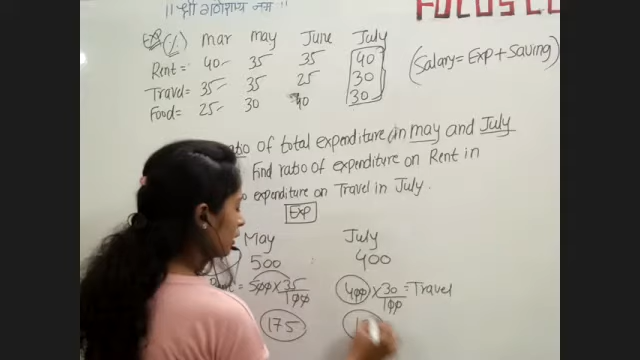 ॥ श्री गणेशाय नमः ॥
FOCUS C
Exp (%) mar may June July
Rent = 40 - 35 35 40
Travel = 35 - 35 25 30
Food = 25 - 30 40 30
(Salary = Exp + Saving)
ratio of total expenditure in may and July
Find ratio of expenditure on Rent in
expenditure on Travel in July.
Exp
May July
500 : 400
= 500 × 35/100 400 × 30/100 = Travel
175